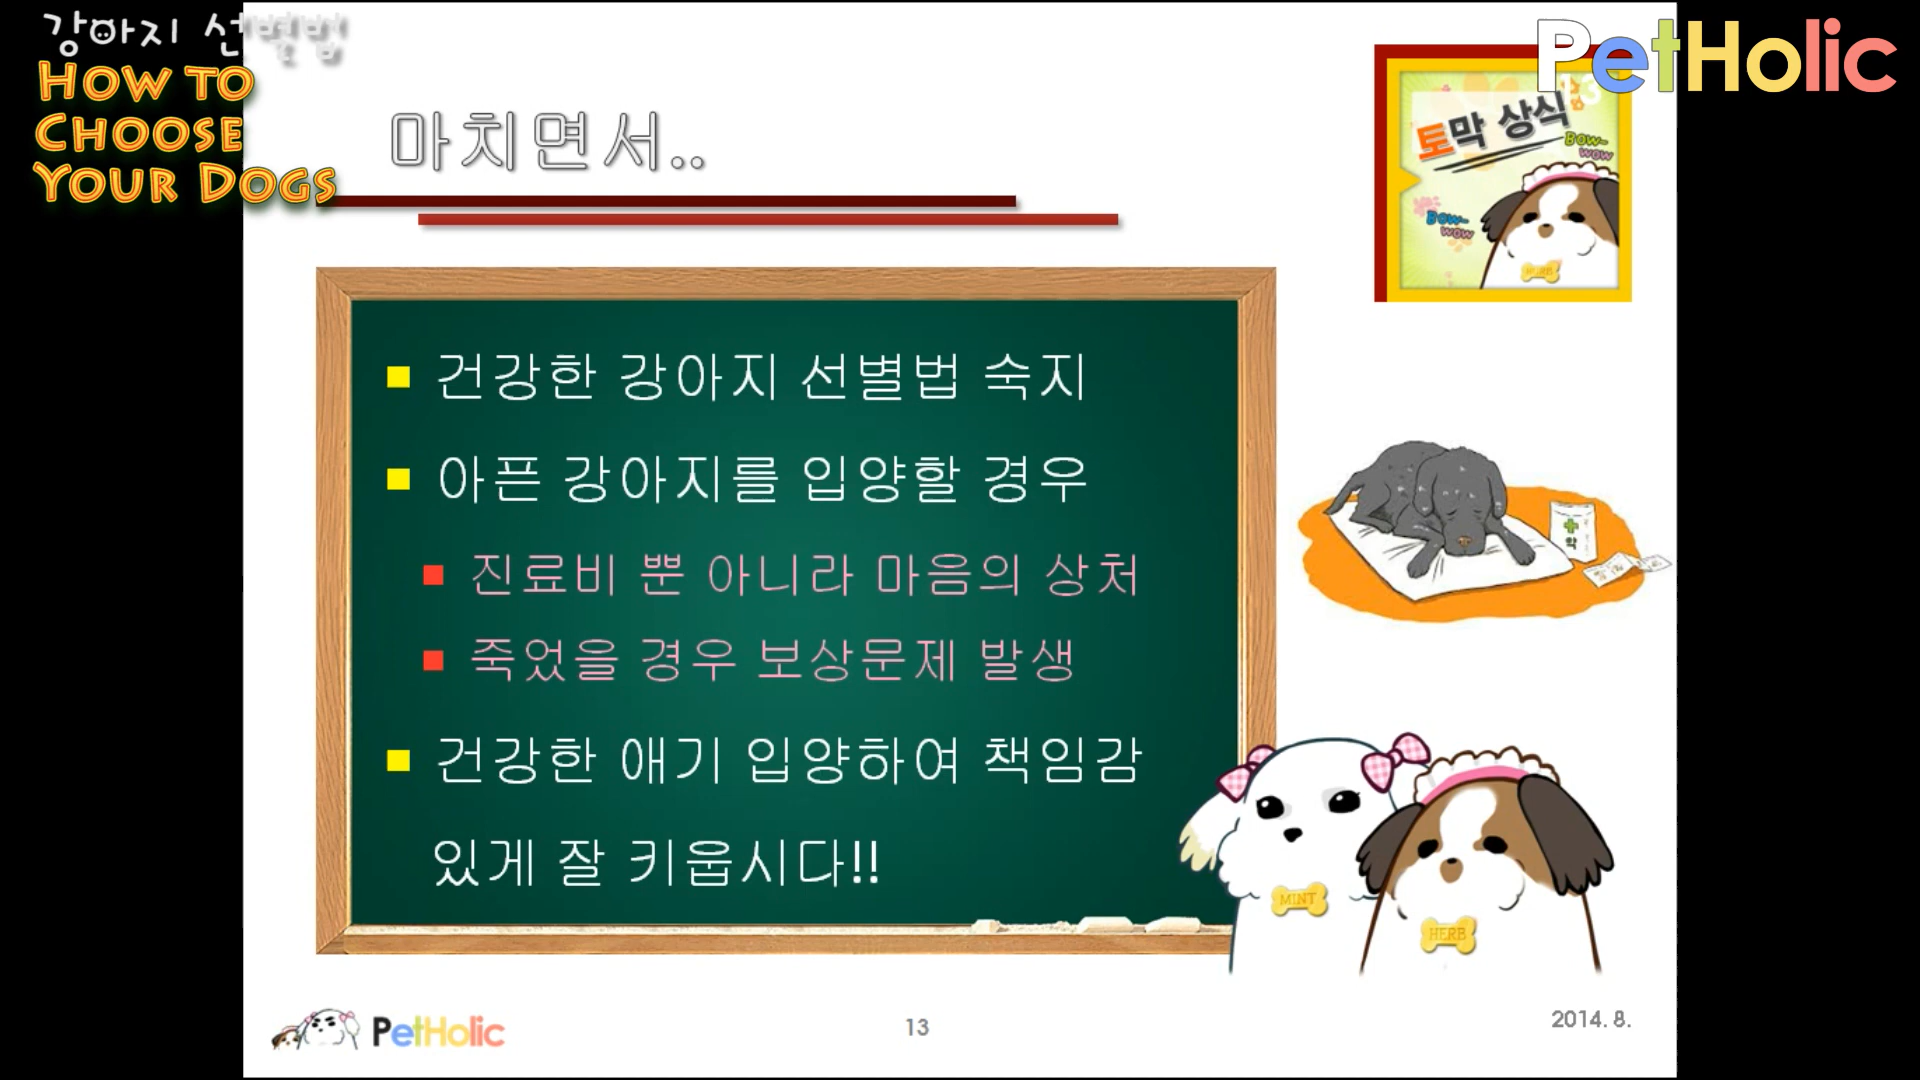 강아지 선별법
HOW TO
CHOOSE
YOUR DOGS
PetHolic
마치면서..
토막 상식
BOW-
WOW
BOW-
WOW
HERB
건강한 강아지 선별법 숙지
아픈 강아지를 입양할 경우
진료비 뿐 아니라 마음의 상처
죽었을 경우 보상문제 발생
건강한 애기 입양하여 책임감
있게 잘 키웁시다!!
약
MINT
HERB
PetHolic
13
2014. 8.